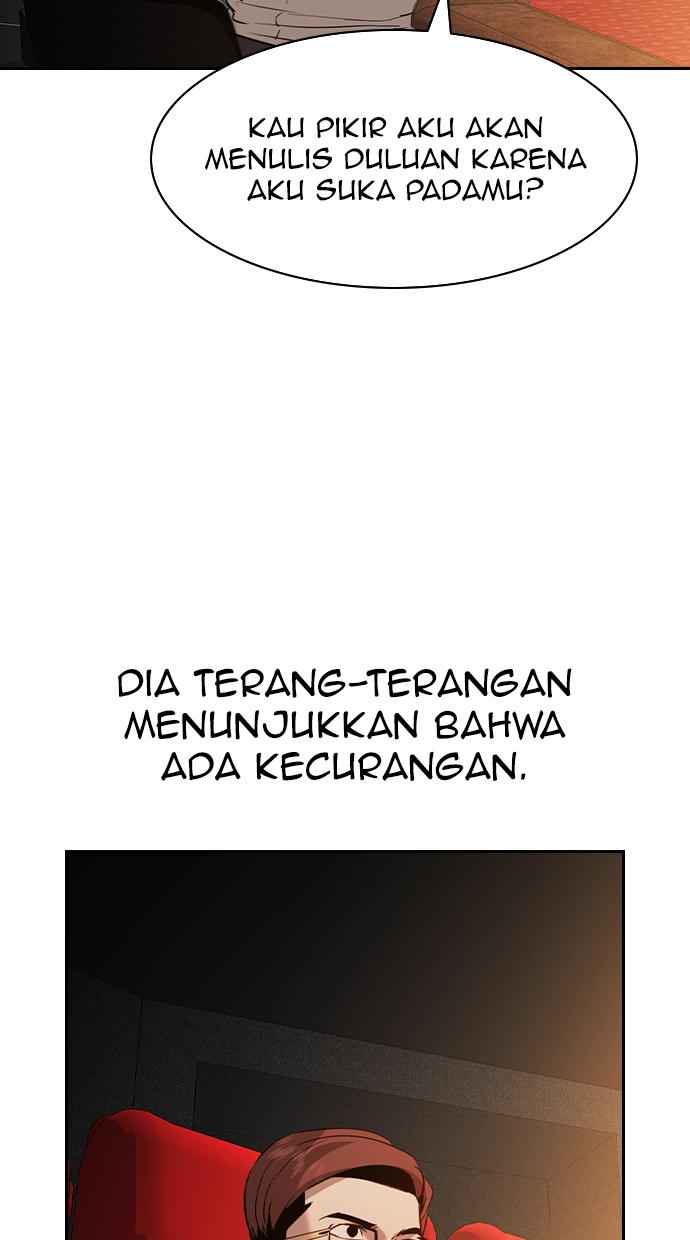 KAU PIKIR AKU AKAN
MENULIS DULUAN KARENA
AKU SUKA PADAMU?
DIA TERANG-TERANGAN
MENUNJUKKAN BAHWA
ADA KECURANGAN.